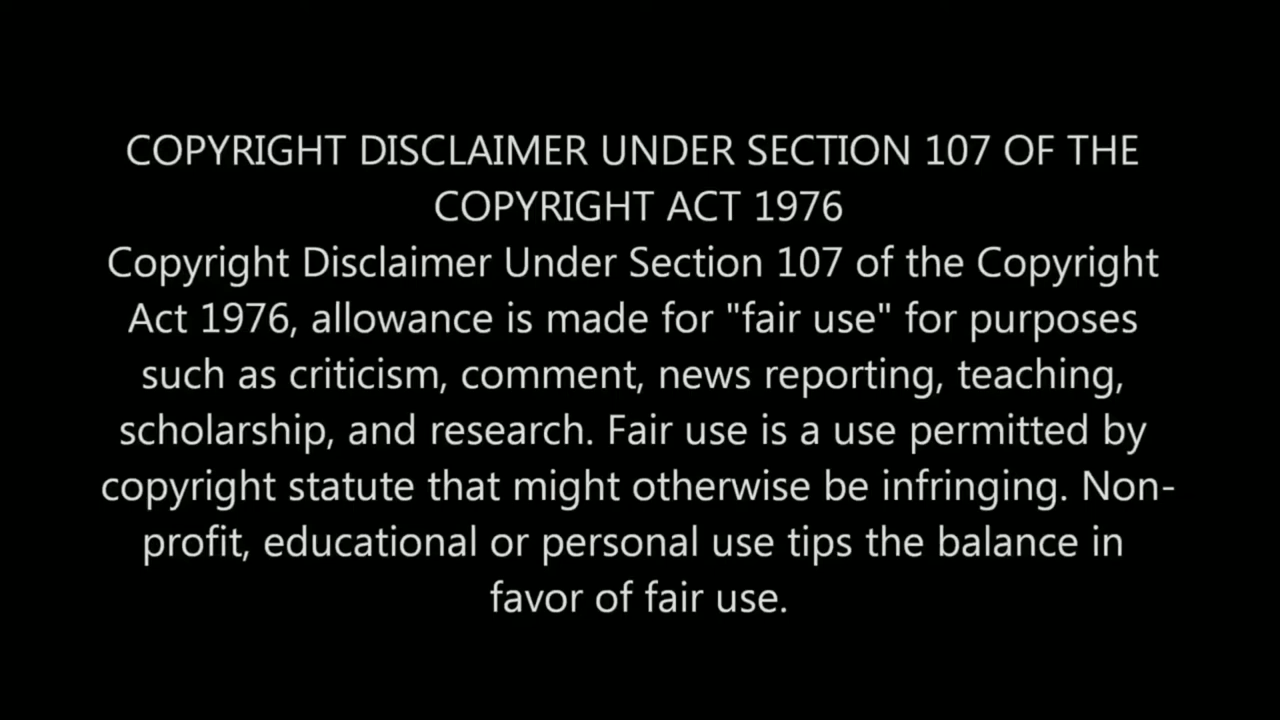 COPYRIGHT DISCLAIMER UNDER SECTION 107 OF THE
COPYRIGHT ACT 1976
Copyright Disclaimer Under Section 107 of the Copyright
Act 1976, allowance is made for "fair use" for purposes
such as criticism, comment, news reporting, teaching,
scholarship, and research. Fair use is a use permitted by
copyright statute that might otherwise be infringing. Non-
profit, educational or personal use tips the balance in
favor of fair use.